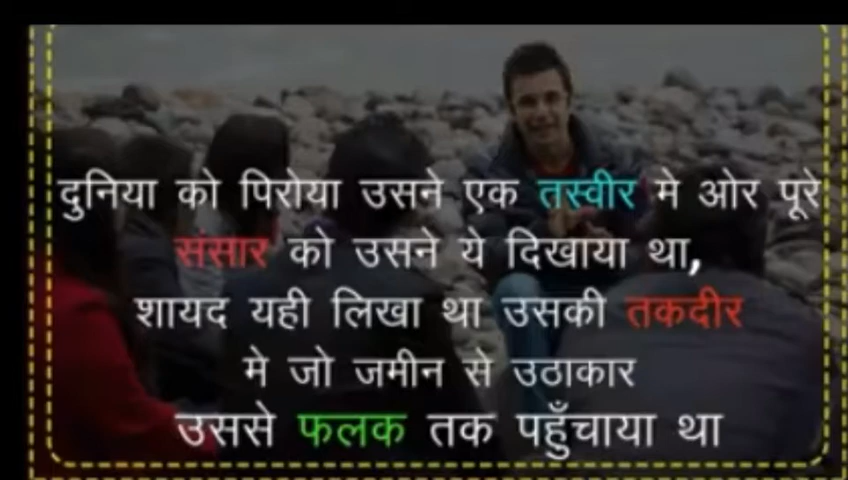 दुनिया को पिरोया उसने एक तस्वीर मे ओर पूरे
संसार को उसने ये दिखाया था,
शायद यही लिखा था उसकी तकदीर
मे जो जमीन से उठाकार
उससे फलक तक पहुँचाया था